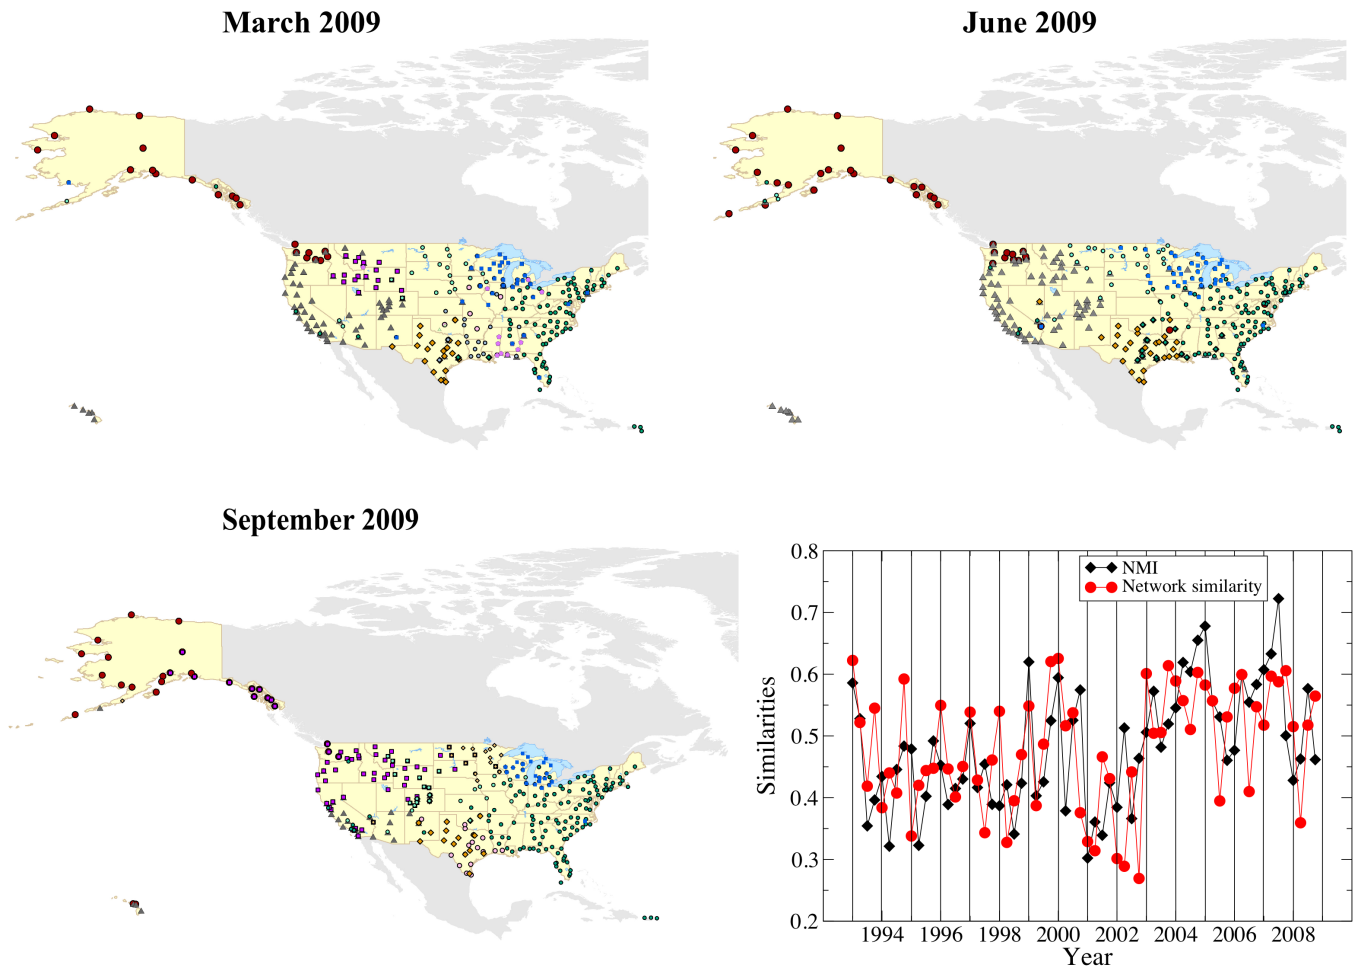 March 2009
June 2009
September 2009
0.8
0.7
0.6
0.5
0.4
0.3
0.2
Similarities
NMI
Network similarity
1994 1996 1998 2000 2002 2004 2006 2008
Year